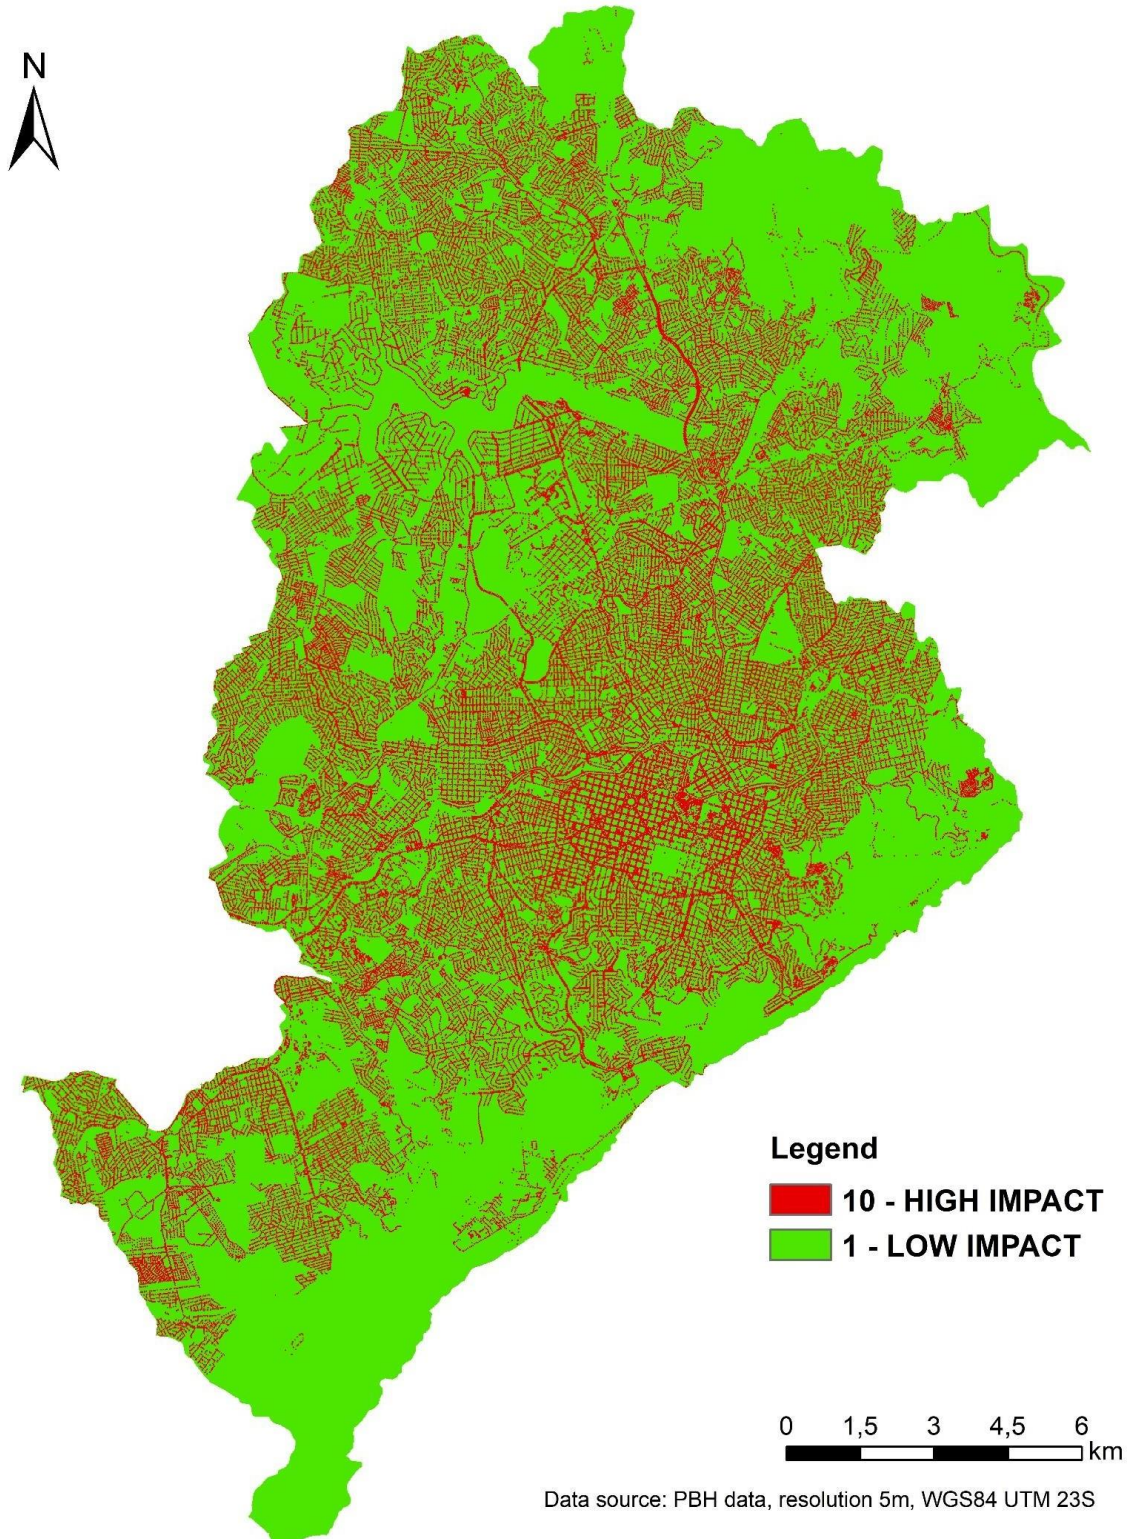 N
Legend
10 - HIGH IMPACT
1 - LOW IMPACT
0 1,5 3 4,5 6
km
Data source: PBH data, resolution 5m, WGS84 UTM 23S